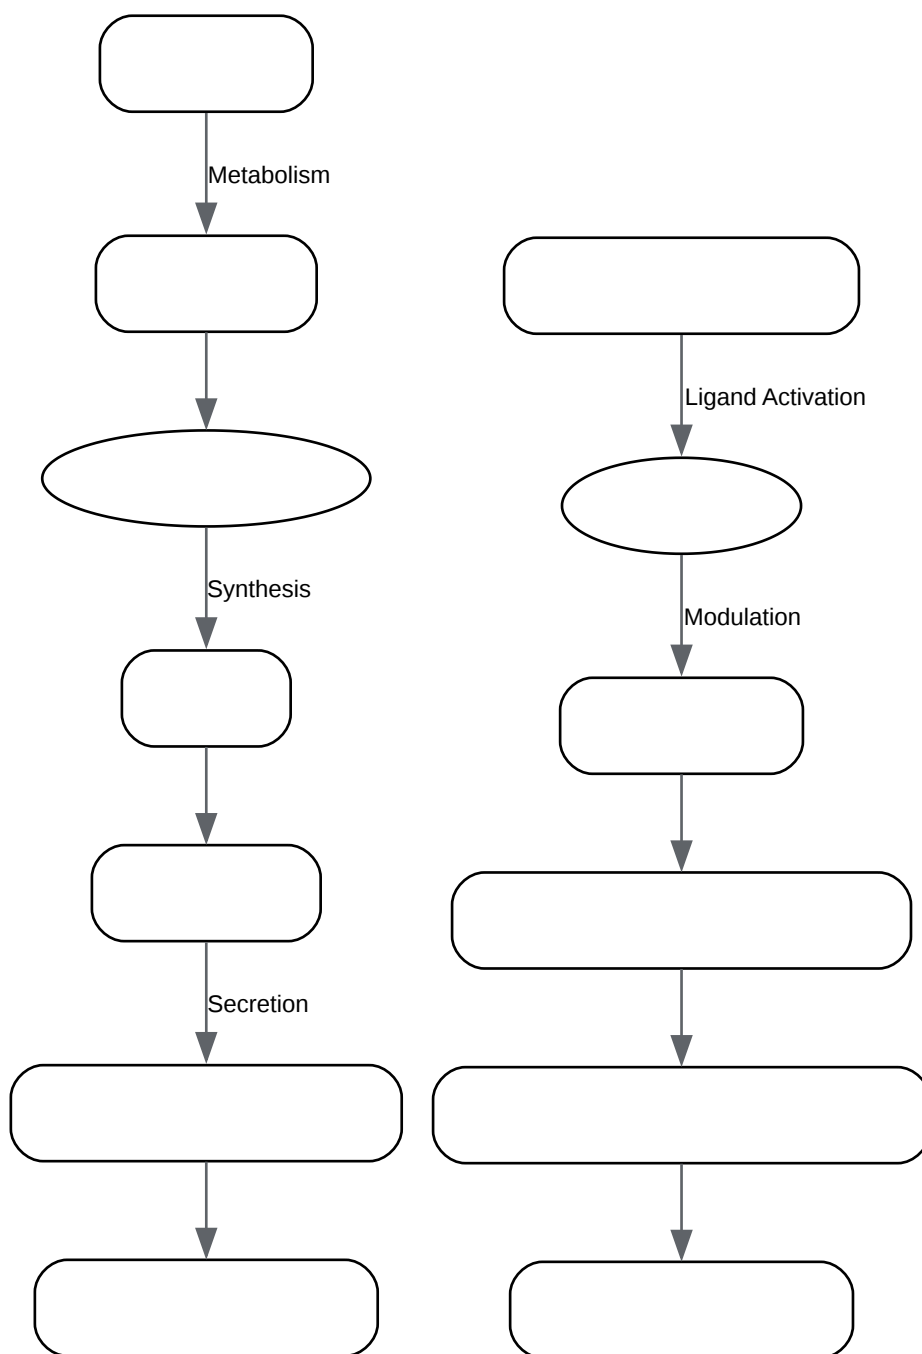 Metabolism
Ligand Activation
Synthesis
Modulation
Secretion